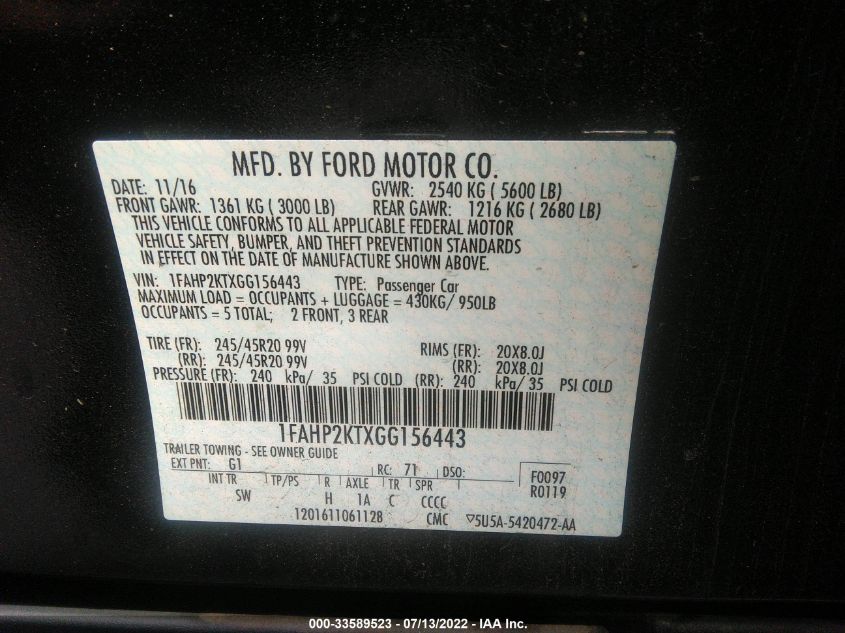 MFD. BY FORD MOTOR CO.
DATE: 11/16 GVWR: 2540 KG ( 5600 LB)
FRONT GAWR: 1361 KG ( 3000 LB) REAR GAWR: 1216 KG ( 2680 LB)
THIS VEHICLE CONFORMS TO ALL APPLICABLE FEDERAL MOTOR
VEHICLE SAFETY, BUMPER, AND THEFT PREVENTION STANDARDS
IN EFFECT ON THE DATE OF MANUFACTURE SHOWN ABOVE.
VIN: 1FAHP2KTXGG156443 TYPE: Passenger Car
MAXIMUM LOAD = OCCUPANTS + LUGGAGE = 430KG/ 950LB
OCCUPANTS = 5 TOTAL; 2 FRONT, 3 REAR
TIRE (FR): 245/45R20 99V RIMS (FR): 20X8.0J
(RR): 245/45R20 99V (RR): 20X8.0J
PRESSURE (FR): 240 kPa/ 35 PSI COLD (RR): 240 kPa/ 35 PSI COLD
1FAHP2KTXGG156443
TRAILER TOWING - SEE OWNER GUIDE
EXT PNT: G1 RC: 71 DSO: F0097
INT TR TP/PS R AXLE TR SPR R0119
SW H 1A C CCCC
1201611061128 CMC ▽5U5A-5420472-AA
000-33589523 - 07/13/2022 - IAA Inc.